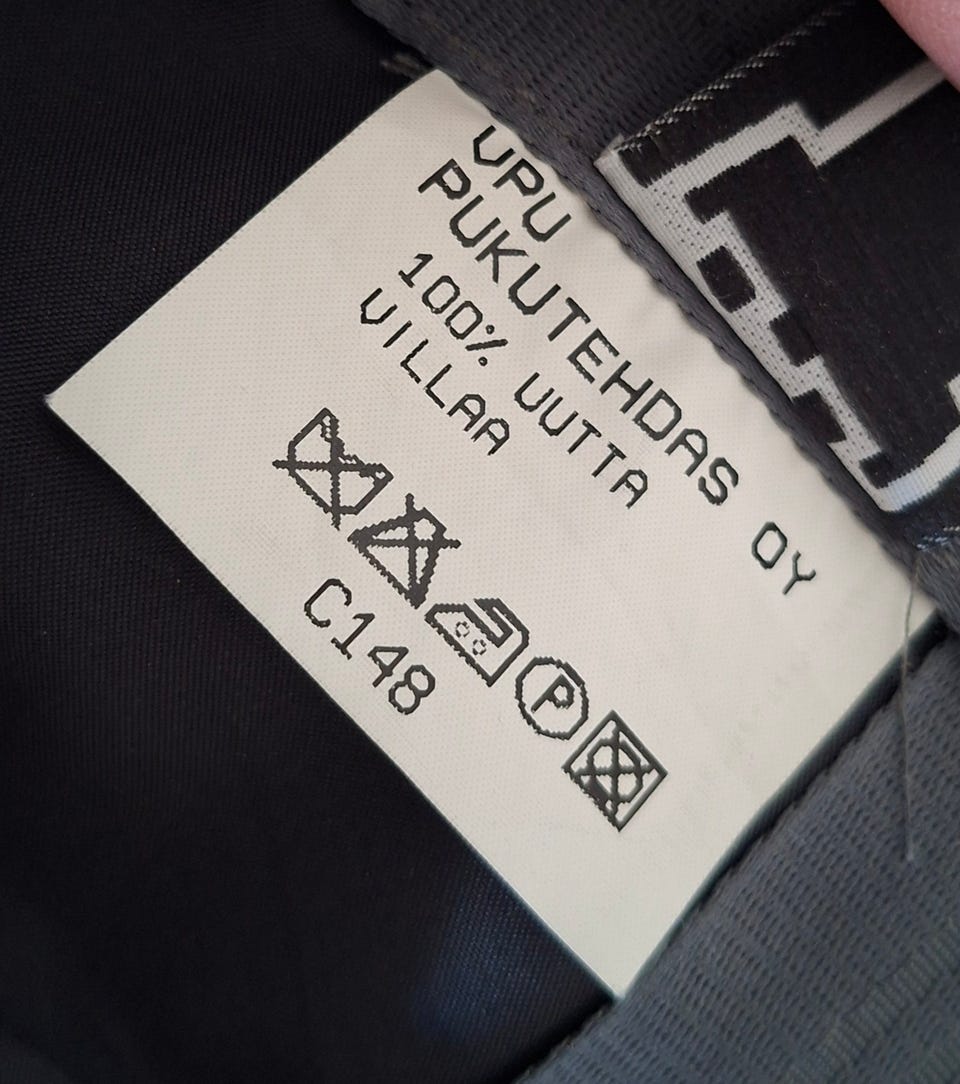 VPU
PUKUTEHDAS OY
100% UUTTA
VILLAA
P
C148